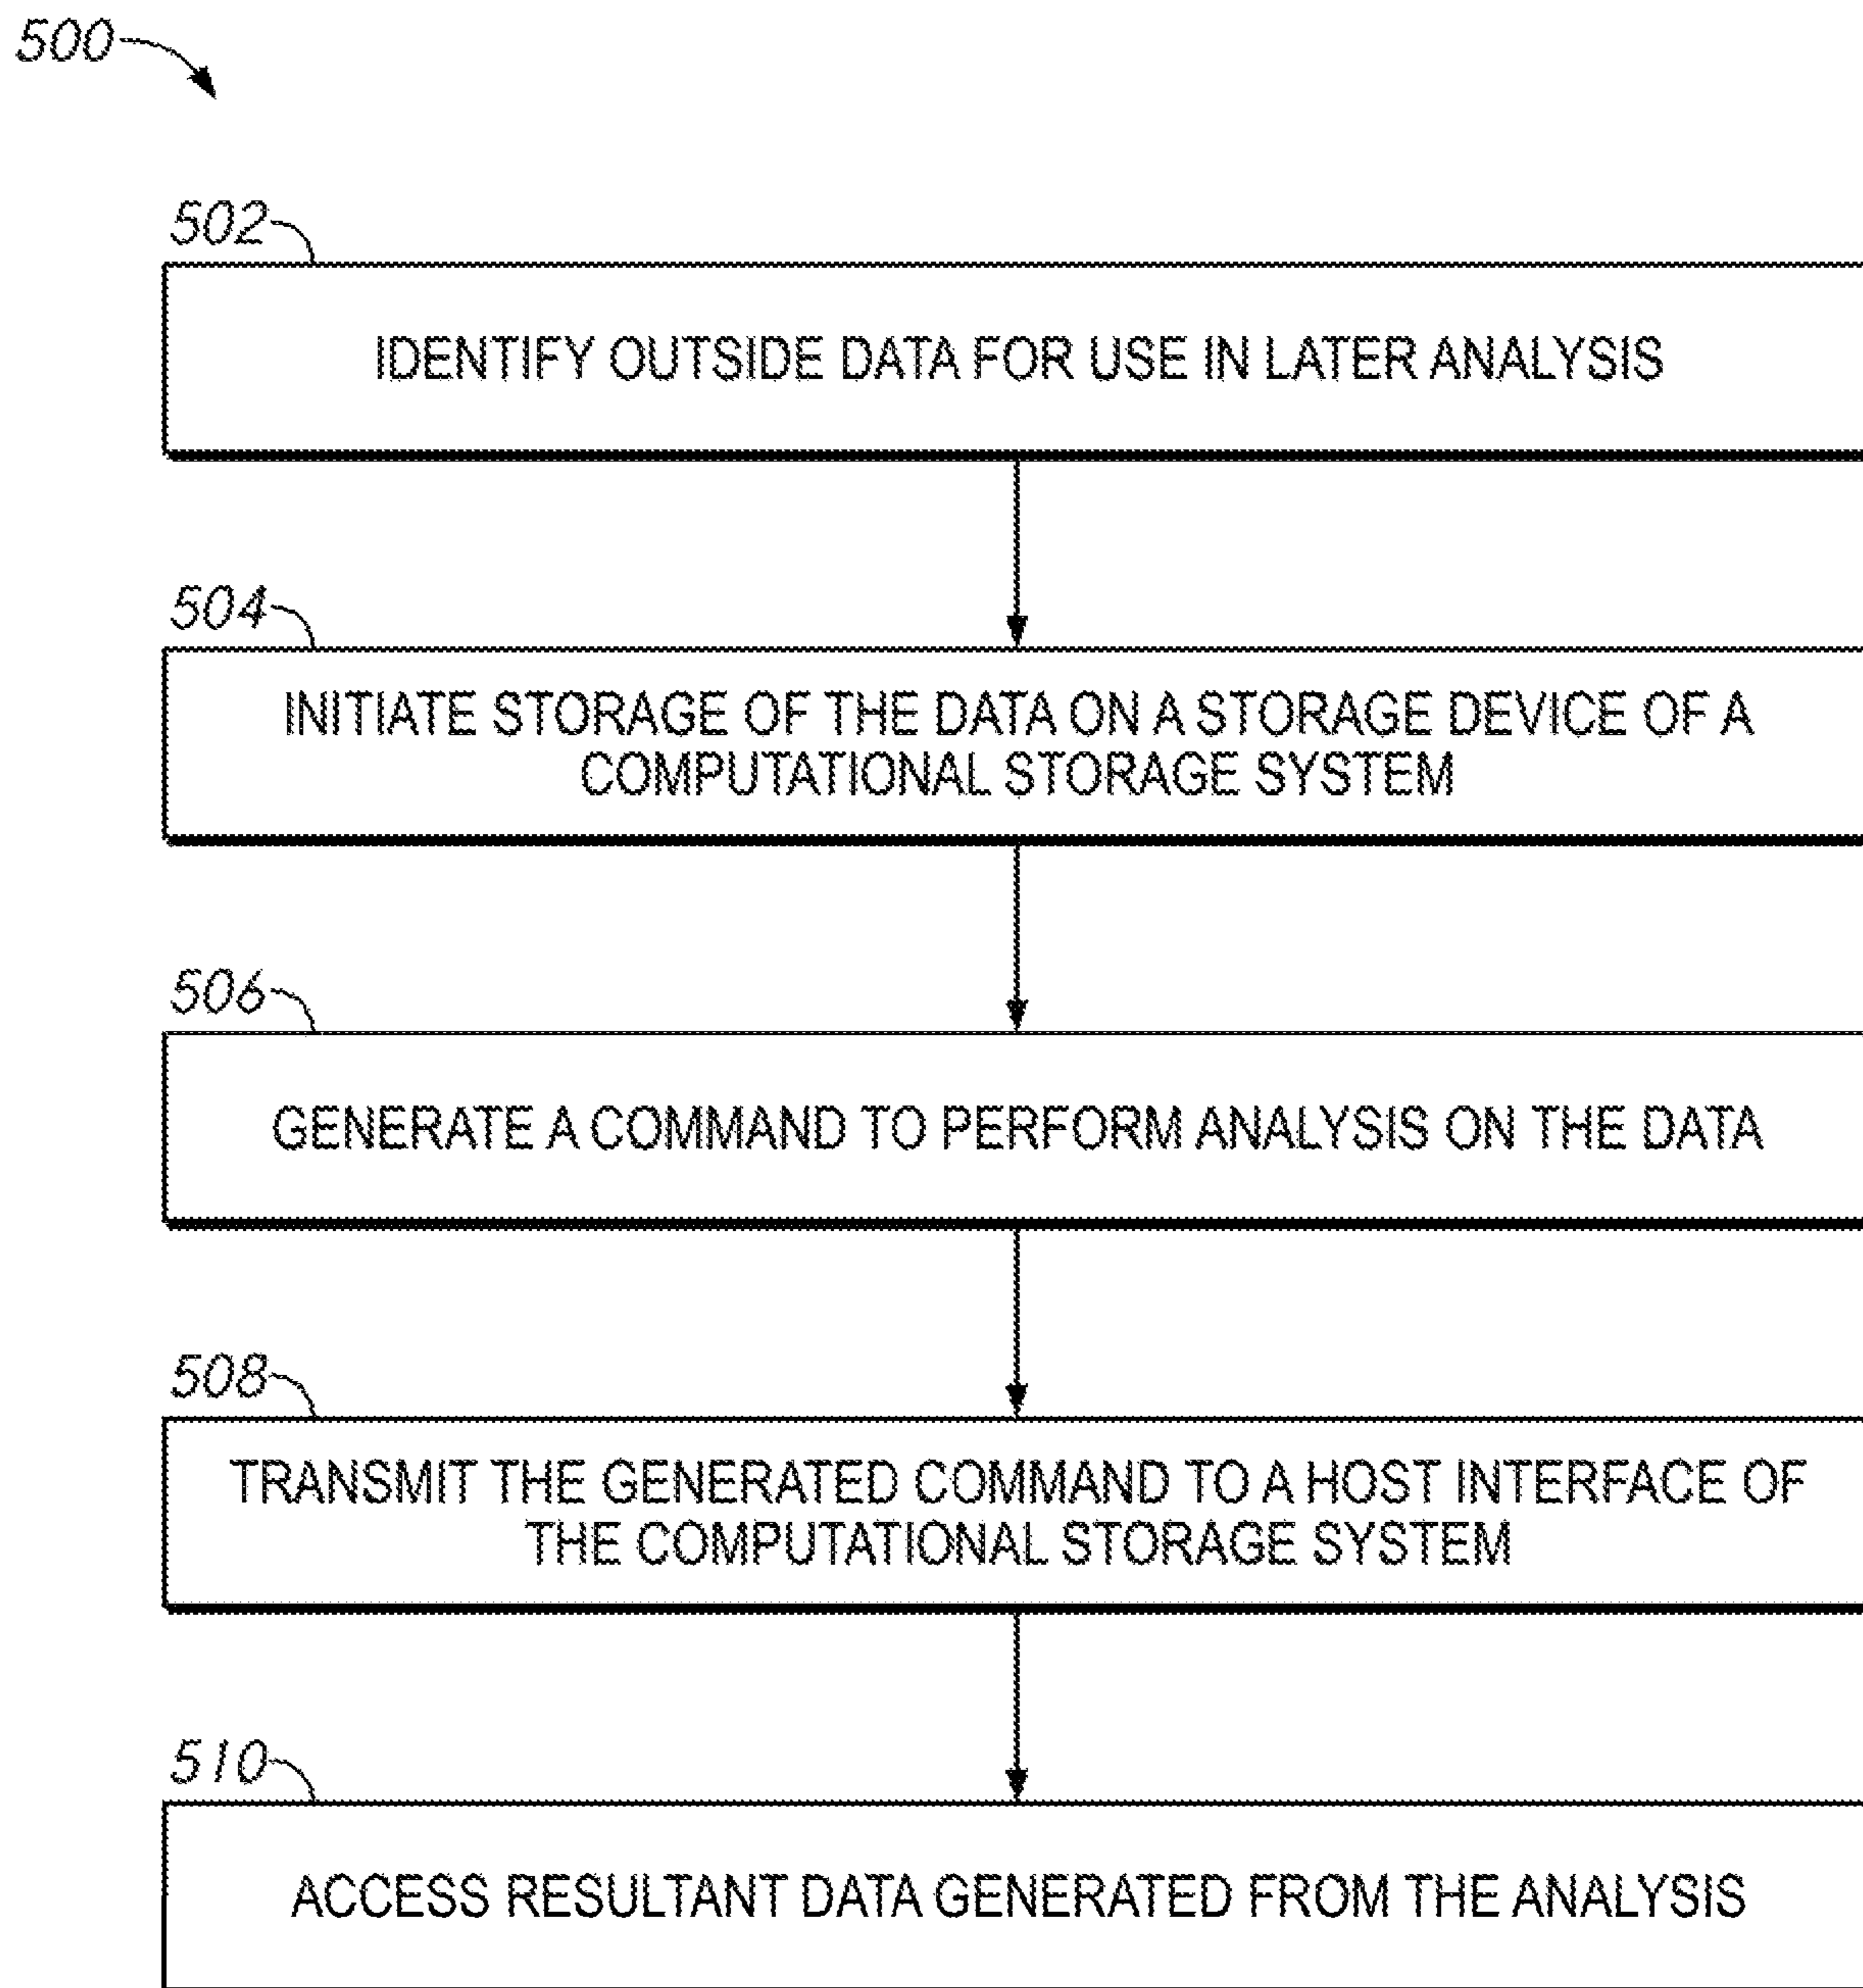 500
502
IDENTIFY OUTSIDE DATA FOR USE IN LATER ANALYSIS
504
INITIATE STORAGE OF THE DATA ON A STORAGE DEVICE OF A
COMPUTATIONAL STORAGE SYSTEM
506
GENERATE A COMMAND TO PERFORM ANALYSIS ON THE DATA
508
TRANSMIT THE GENERATED COMMAND TO A HOST INTERFACE OF
THE COMPUTATIONAL STORAGE SYSTEM
510
ACCESS RESULTANT DATA GENERATED FROM THE ANALYSIS